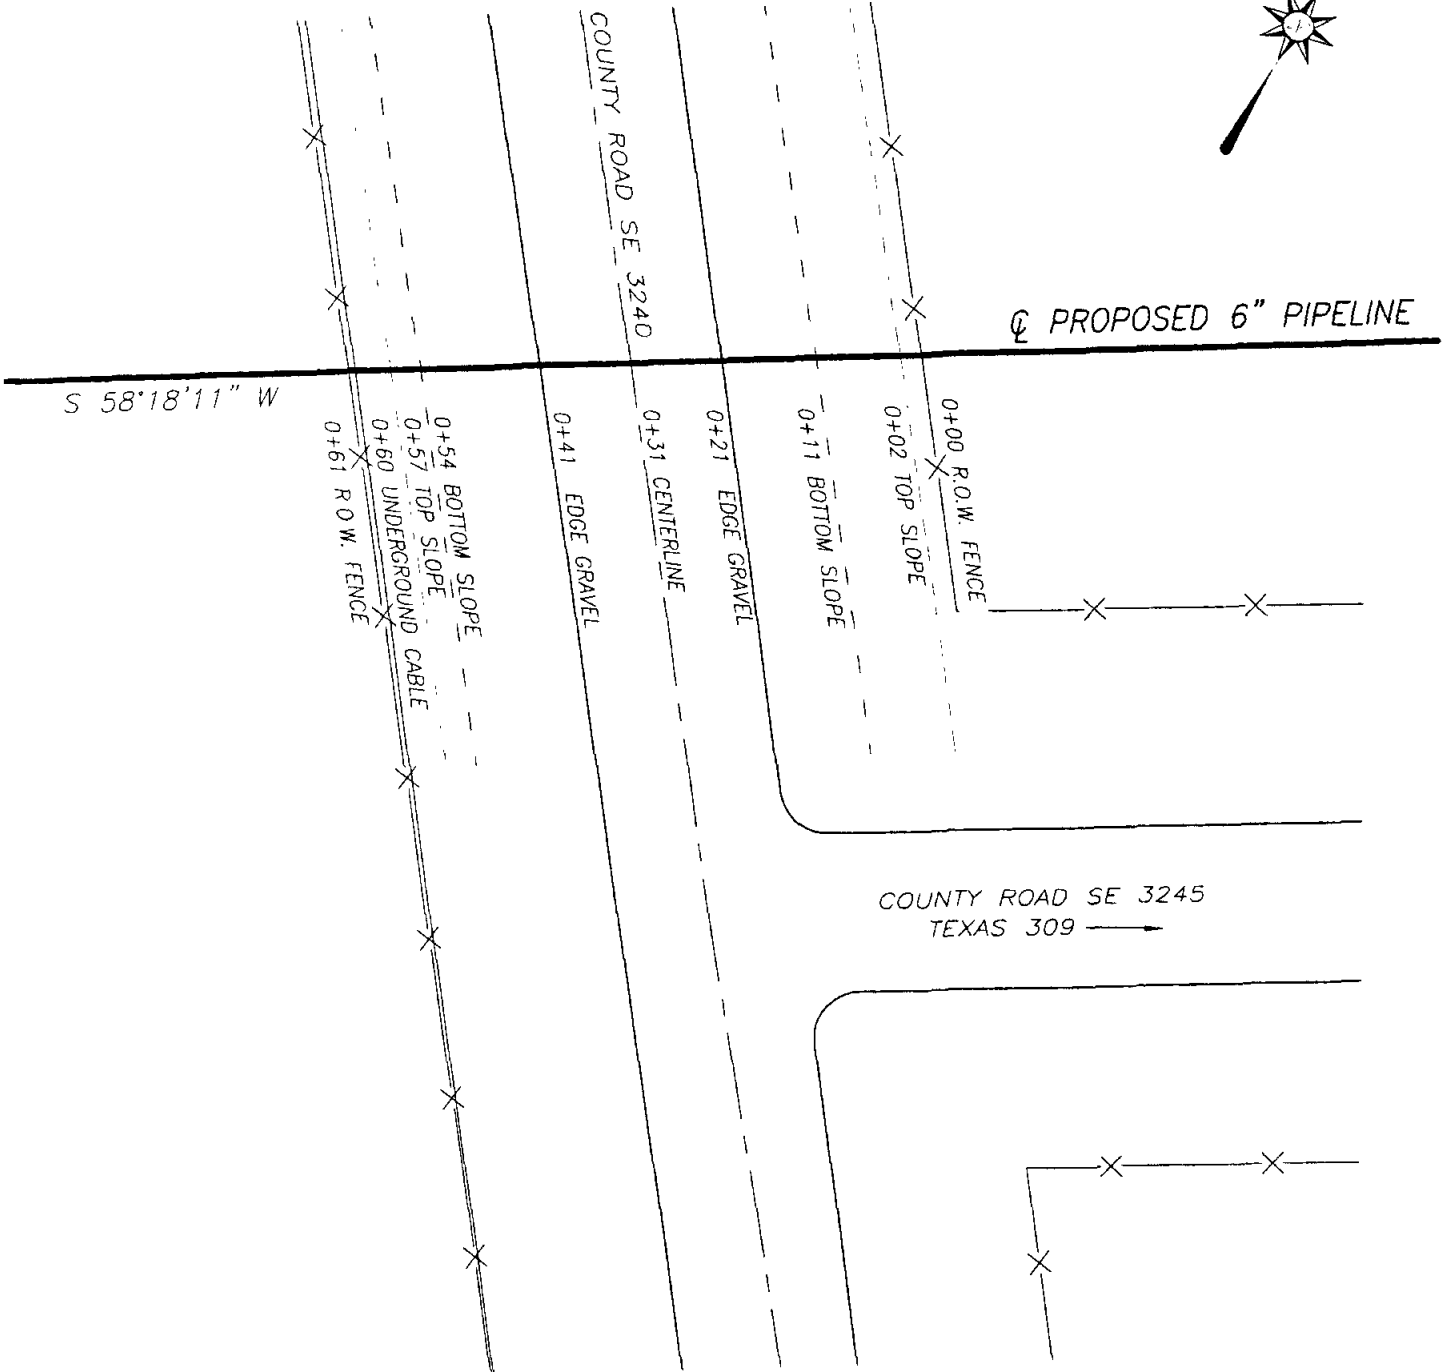 COUNTY ROAD SE 3240
℄ PROPOSED 6" PIPELINE
S 58°18'11" W
0+61 R O W. FENCE
0+60 UNDERGROUND CABLE
0+57 TOP SLOPE
0+54 BOTTOM SLOPE
0+41 EDGE GRAVEL
0+31 CENTERLINE
0+21 EDGE GRAVEL
0+11 BOTTOM SLOPE
0+02 TOP SLOPE
0+00 R.O.W. FENCE
COUNTY ROAD SE 3245
TEXAS 309